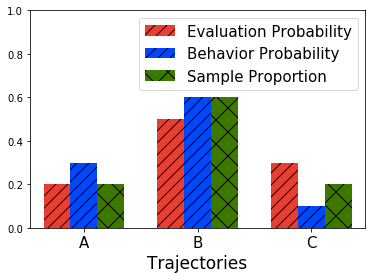 1.0
0.8
0.6
0.4
0.2
0.0
Evaluation Probability
Behavior Probability
Sample Proportion
A B C
Trajectories